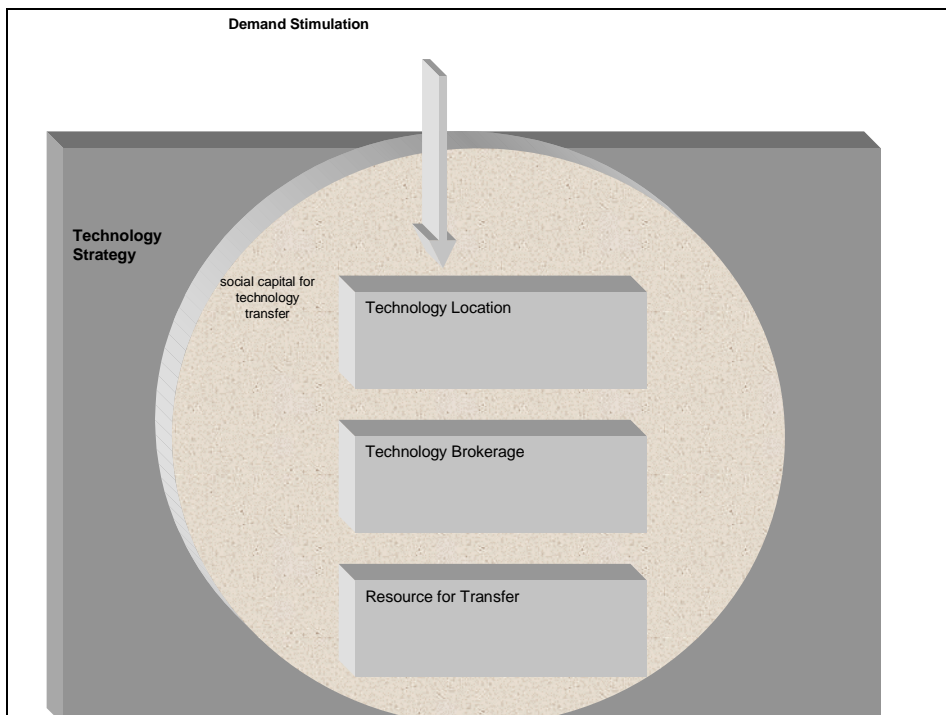 Demand Stimulation
Technology
Strategy
social capital for
technology
transfer
Technology Location
Technology Brokerage
Resource for Transfer